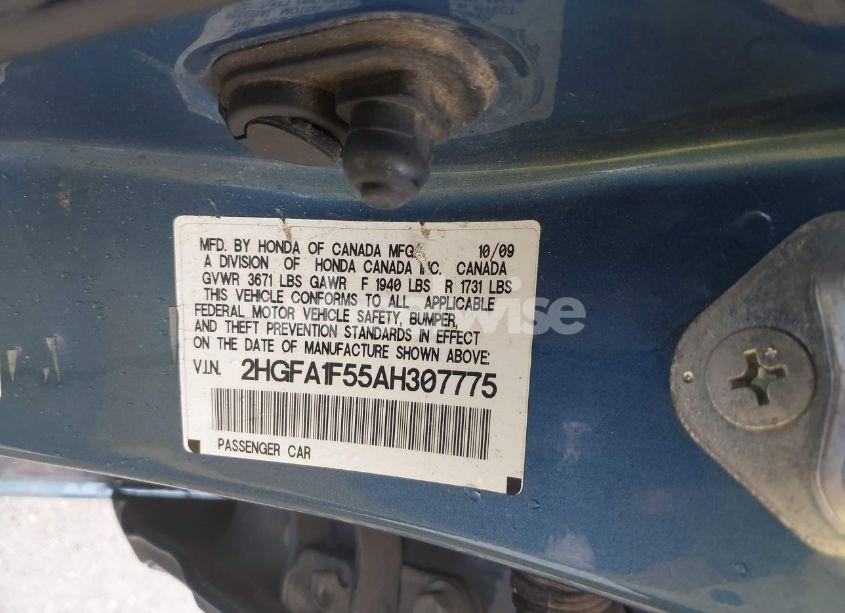 MFD. BY HONDA OF CANADA MFG. 10/09
A DIVISION OF HONDA CANADA INC. CANADA
GVWR 3671 LBS GAWR F 1940 LBS R 1731 LBS
THIS VEHICLE CONFORMS TO ALL APPLICABLE
FEDERAL MOTOR VEHICLE SAFETY, BUMPER,
AND THEFT PREVENTION STANDARDS IN EFFECT
ON THE DATE OF MANUFACTURE SHOWN ABOVE:
V.I.N. 2HGFA1F55AH307775
PASSENGER CAR
wise